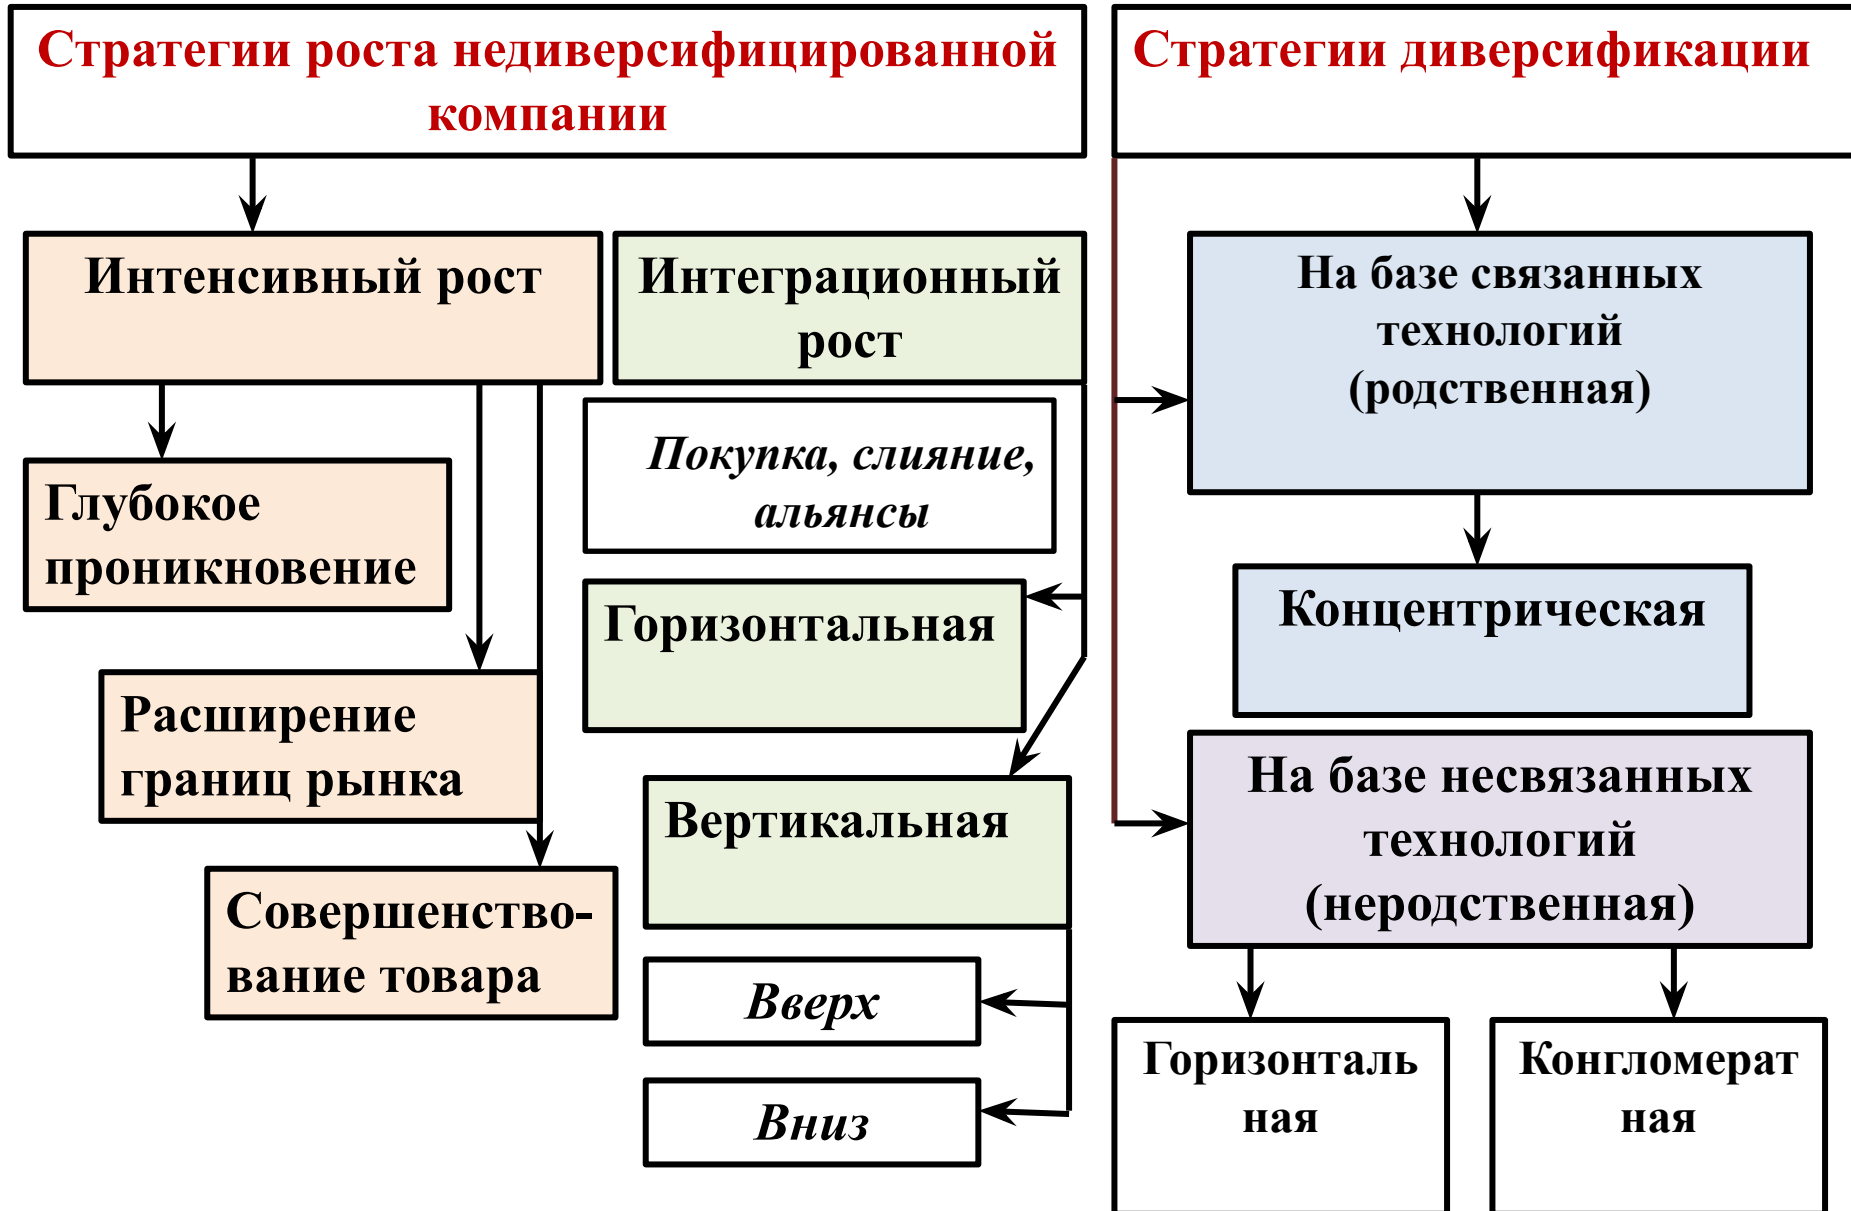 Стратегии роста недиверсифицированной
компании
Интенсивный рост
Глубокое
проникновение
Расширение
границ рынка
Совершенство-
вание товара
Интеграционный
рост
Покупка, слияние,
альянсы
Горизонтальная
Вертикальная
Вверх
Вниз
Стратегии диверсификации
На базе связанных
технологий
(родственная)
Концентрическая
На базе несвязанных
технологий
(неродственная)
Горизонталь
ная
Конгломерат
ная